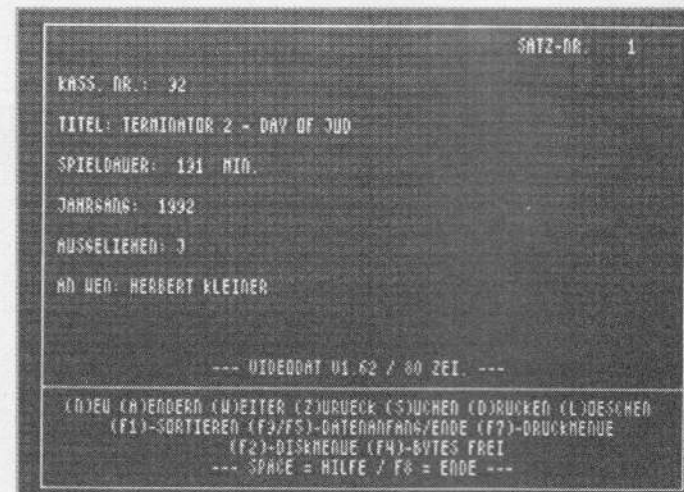 SATZ-NR. 1
KASS. NR.: 92
TITEL: TERMINATOR 2 - DAY OF JUD
SPIELDAUER: 191 MIN.
JAHRGANG: 1992
AUSGELIEHEN: J
AN WEN: HERBERT KLEINER
--- VIDEODAT V1.62 / 80 ZEI. ---
(N)EU (A)ENDERN (W)EITER (Z)URUECK (S)UCHEN (D)RUCKEN (L)OESCHEN
(F1)-SORTIEREN (F3/F5)-DATENANFANG/ENDE (F7)-DRUCKMENUE
(F2)-DISKMENUE (F4)-BYTES FREI
--- SPACE = HILFE / F8 = ENDE ---